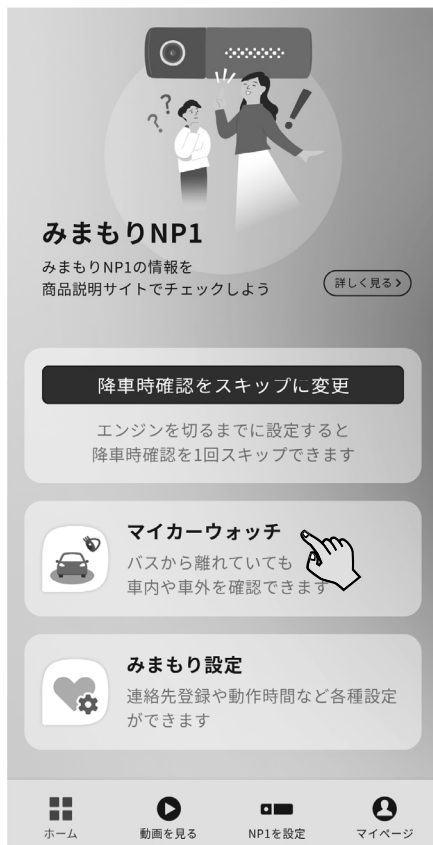 ? ?
?
!
みまもりNP1
みまもりNP1の情報を
商品説明サイトでチェックしよう
詳しく見る >
降車時確認をスキップに変更
エンジンを切るまでに設定すると
降車時確認を1回スキップできます
マイカーウォッチ
バスから離れていても
車内や車外を確認できます
みまもり設定
連絡先登録や動作時間など各種設定
ができます
ホーム
動画を見る
NP1を設定
マイページ